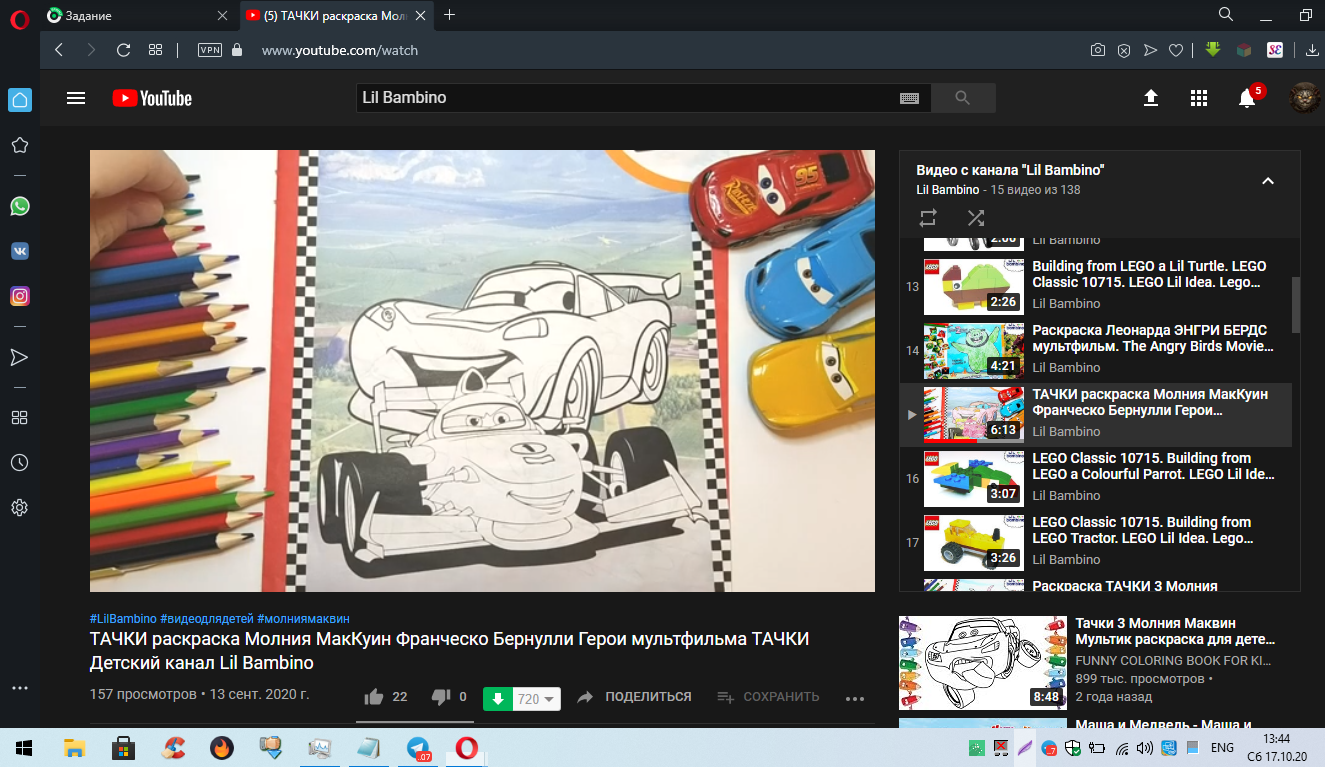 Задание
(5) ТАЧКИ раскраска Мол
VPN
www.youtube.com/watch
YouTube
Lil Bambino
5
95
Видео с канала "Lil Bambino"
Lil Bambino - 15 видео из 138
2:06
Lil Bambino
13
2:26
Building from LEGO a Lil Turtle. LEGO
Classic 10715. LEGO Lil Idea. Lego...
Lil Bambino
14
4:21
Раскраска Леонарда ЭНГРИ БЕРДС
мультфильм. The Angry Birds Movie...
Lil Bambino
6:13
ТАЧКИ раскраска Молния МакКуин
Франческо Бернулли Герои...
Lil Bambino
16
3:07
LEGO Classic 10715. Building from
LEGO a Colourful Parrot. LEGO Lil Ide...
Lil Bambino
17
3:26
LEGO Classic 10715. Building from
LEGO Tractor. LEGO Lil Idea. Lego...
Lil Bambino
Раскраска ТАЧКИ 3 Молния
#LilBambino #видеодлядетей #молниямаквин
ТАЧКИ раскраска Молния МакКуин Франческо Бернулли Герои мультфильма ТАЧКИ
Детский канал Lil Bambino
157 просмотров • 13 сент. 2020 г.
22
0
720
ПОДЕЛИТЬСЯ
СОХРАНИТЬ
8:48
Тачки 3 Молния Маквин
Мультик раскраска для дете...
FUNNY COLORING BOOK FOR KI...
899 тыс. просмотров •
2 года назад
Маша и Медведь - Маша и
ENG
13:44
Сб 17.10.20